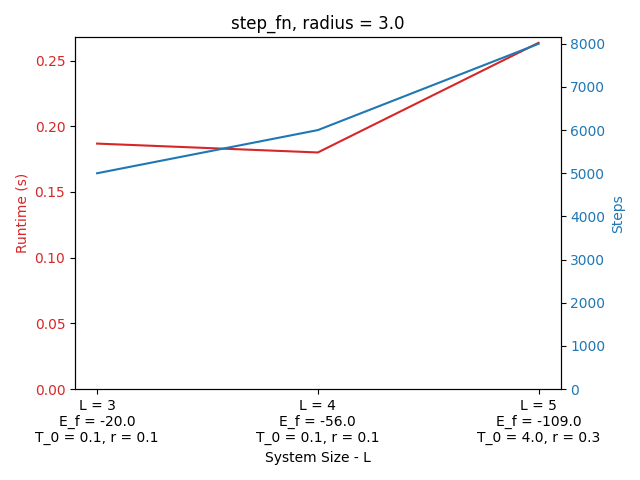 step_fn, radius = 3.0
Runtime (s)
0.25
0.20
0.15
0.10
0.05
0.00
8000
7000
6000
5000
4000
3000
2000
1000
0
Steps
L = 3
E_f = -20.0
T_0 = 0.1, r = 0.1
L = 4
E_f = -56.0
T_0 = 0.1, r = 0.1
L = 5
E_f = -109.0
T_0 = 4.0, r = 0.3
System Size - L